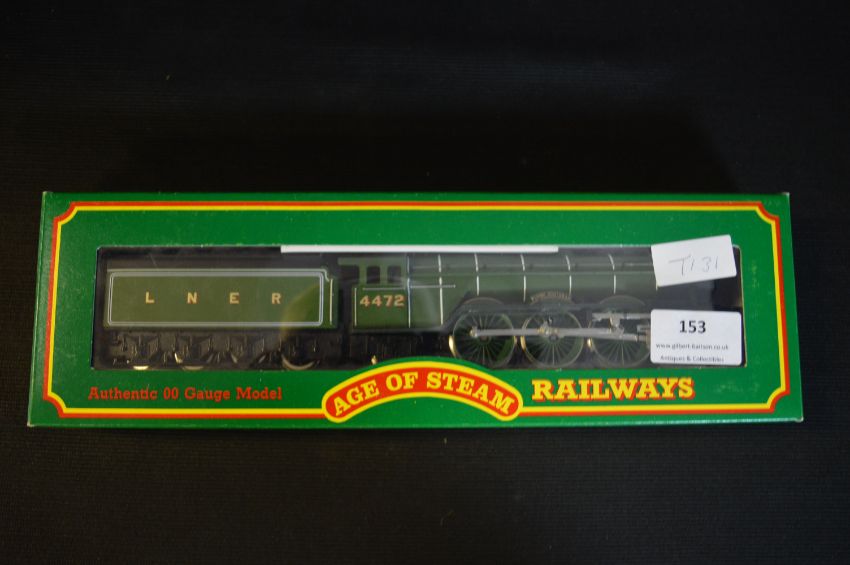 L N E R
4472
T131
153
www.gilbert-baitson.co.uk
Antiques & Collectibles
Authentic 00 Gauge Model
AGE OF STEAM
RAILWAYS